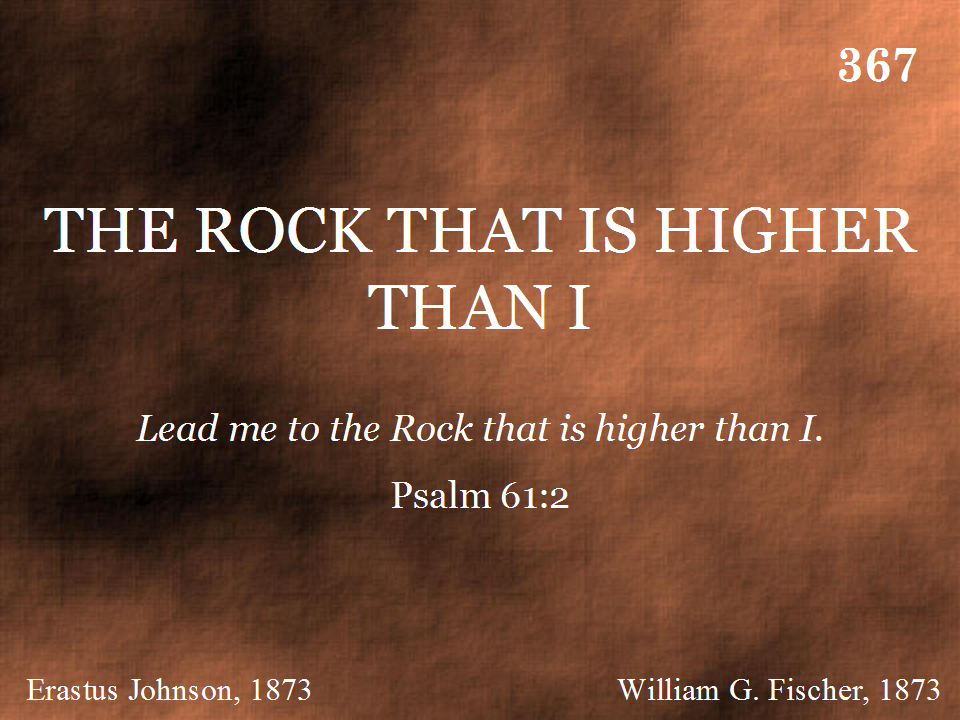 367
THE ROCK THAT IS HIGHER
THAN I
Lead me to the Rock that is higher than I.
Psalm 61:2
Erastus Johnson, 1873
William G. Fischer, 1873